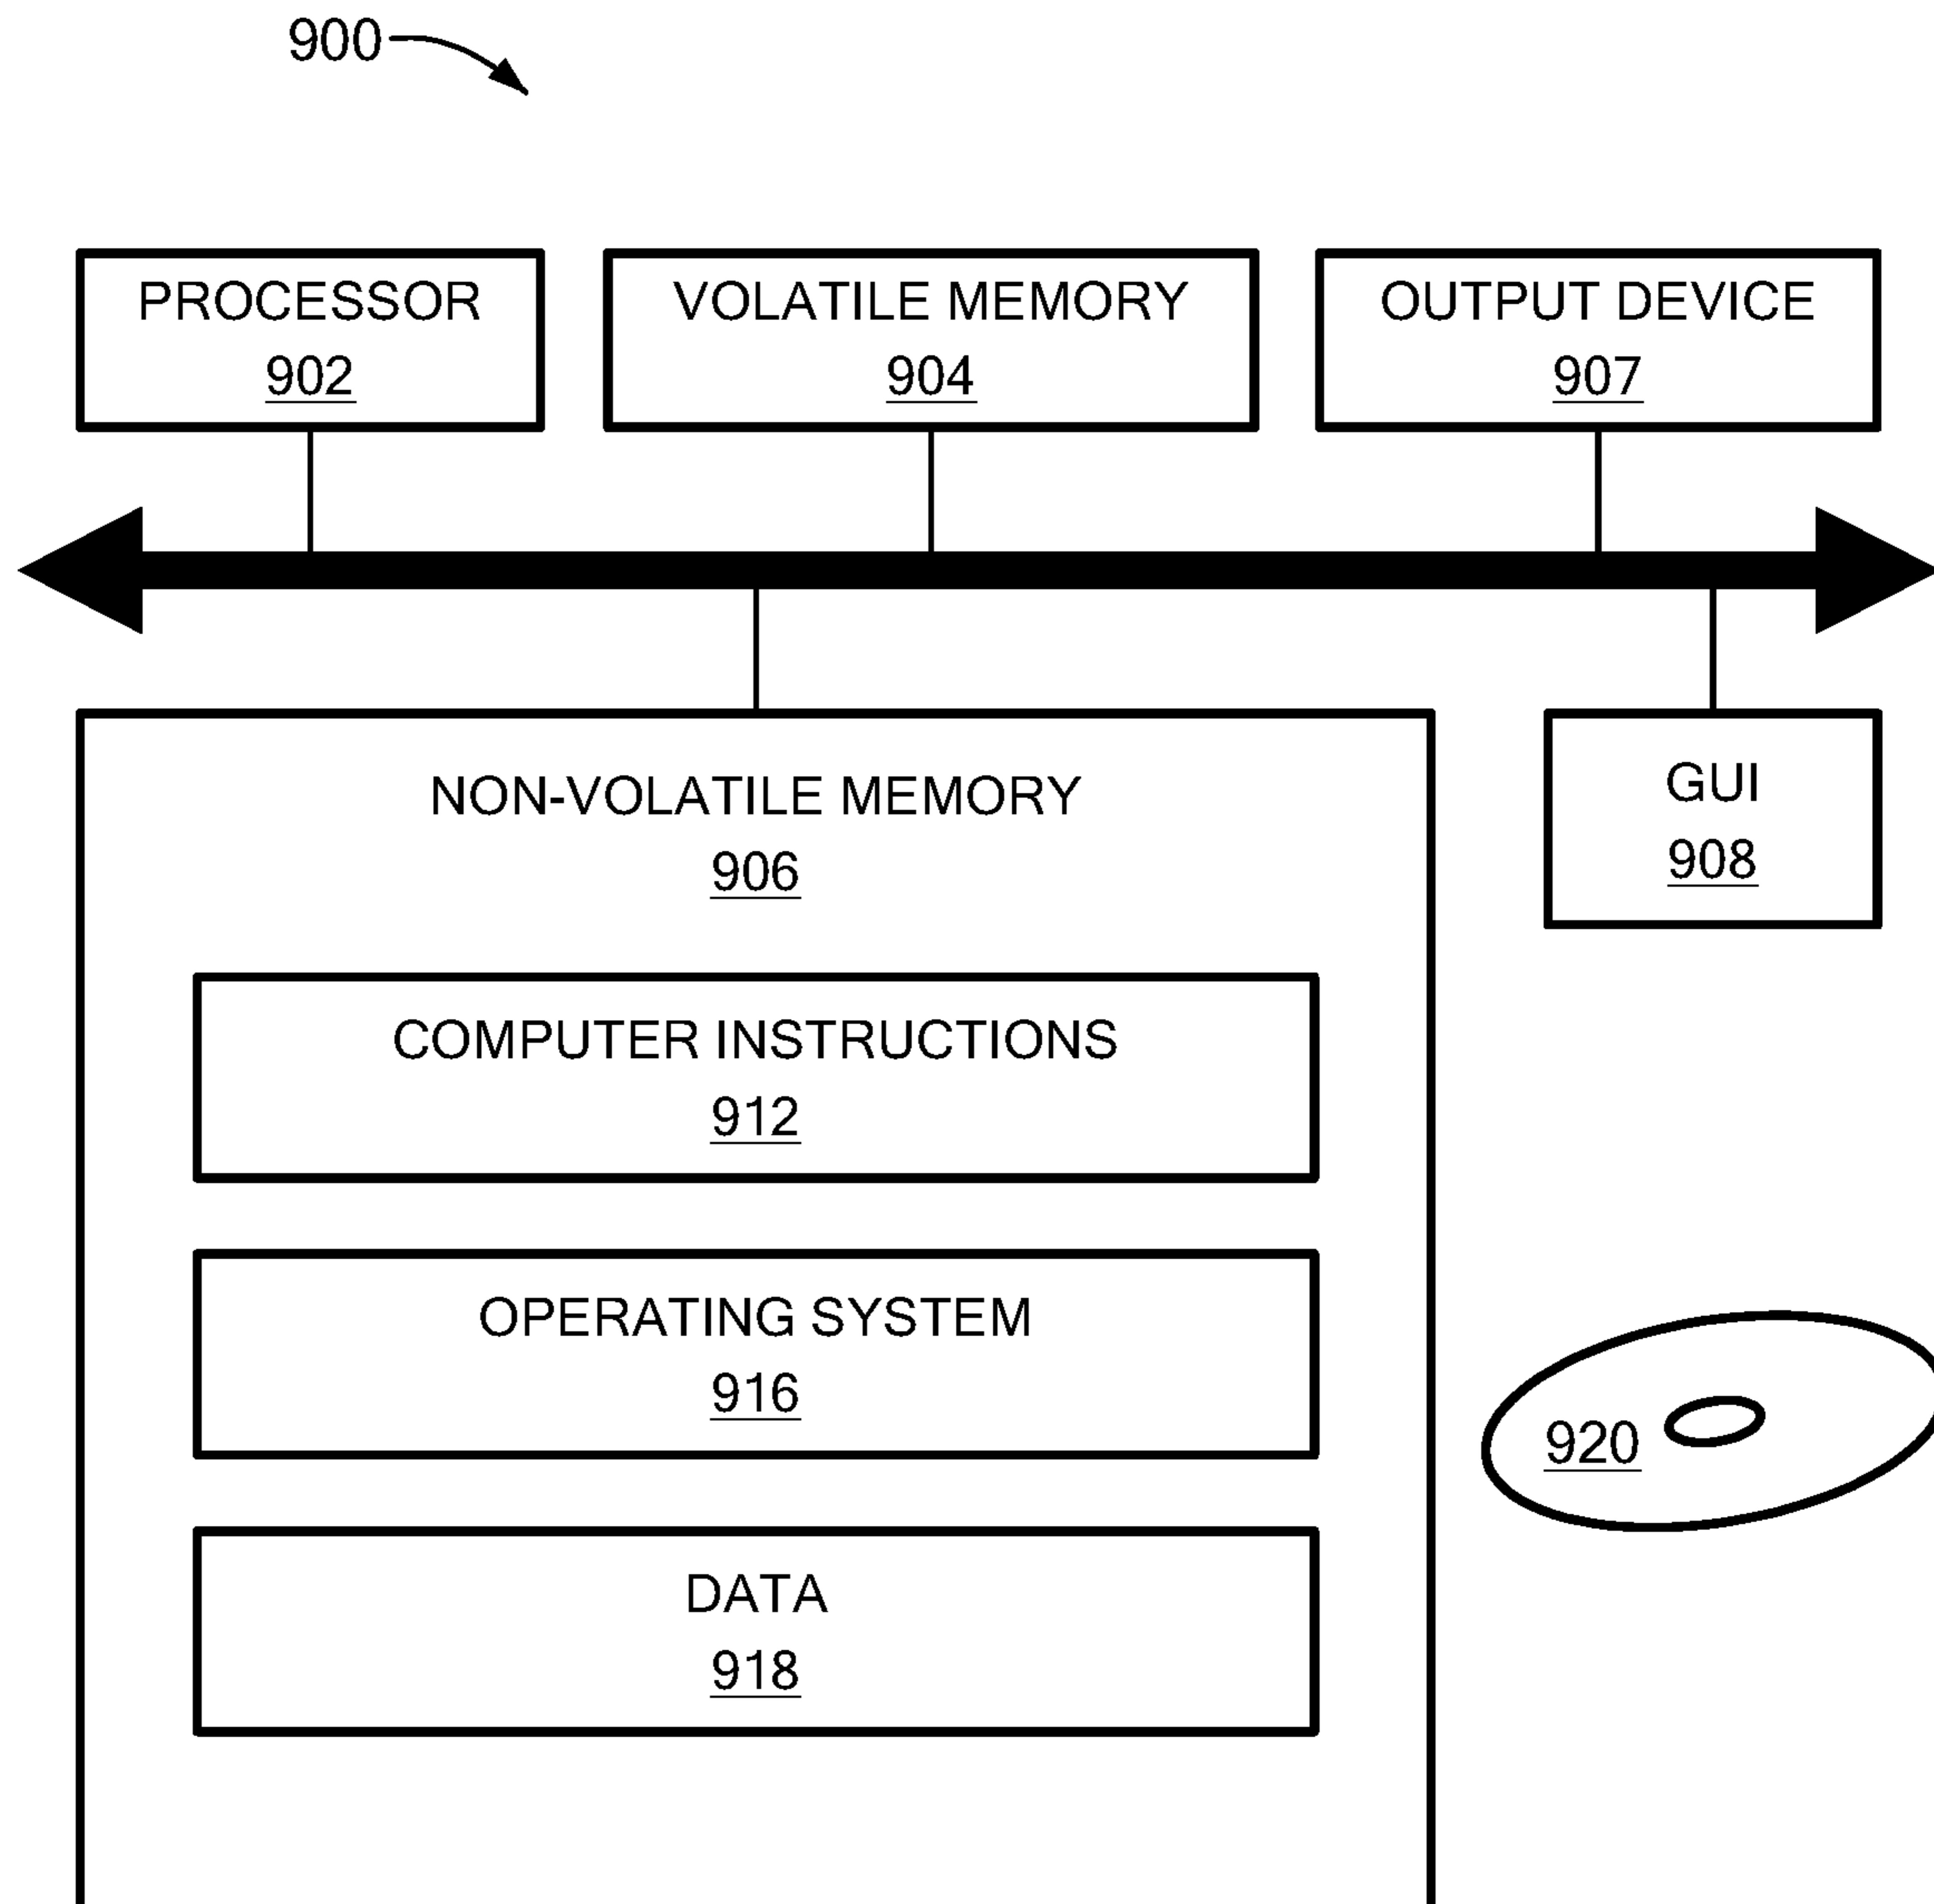 900
PROCESSOR
902
VOLATILE MEMORY
904
OUTPUT DEVICE
907
NON-VOLATILE MEMORY
906
GUI
908
COMPUTER INSTRUCTIONS
912
OPERATING SYSTEM
916
920
DATA
918